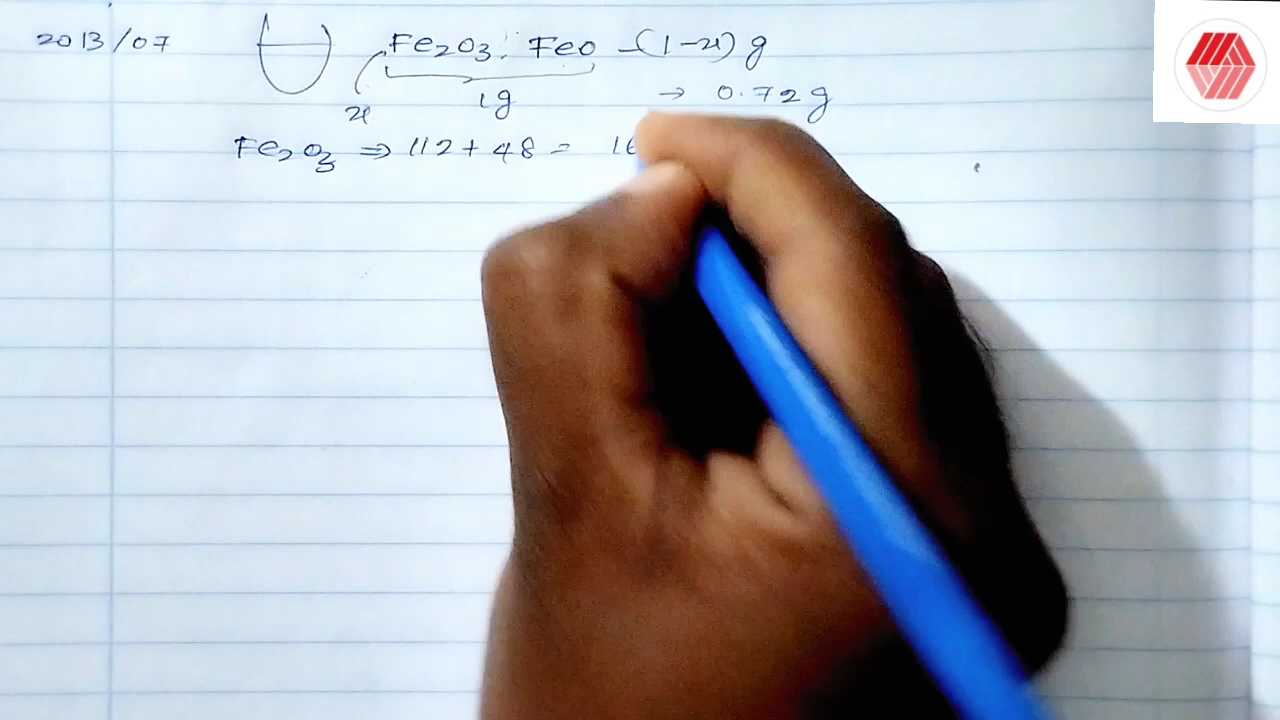 2013/07 Fe₂O₃. FeO - (1-x) g
x 1g → 0.72g
Fe₂O₃ ⇒ 112 + 48 = 16